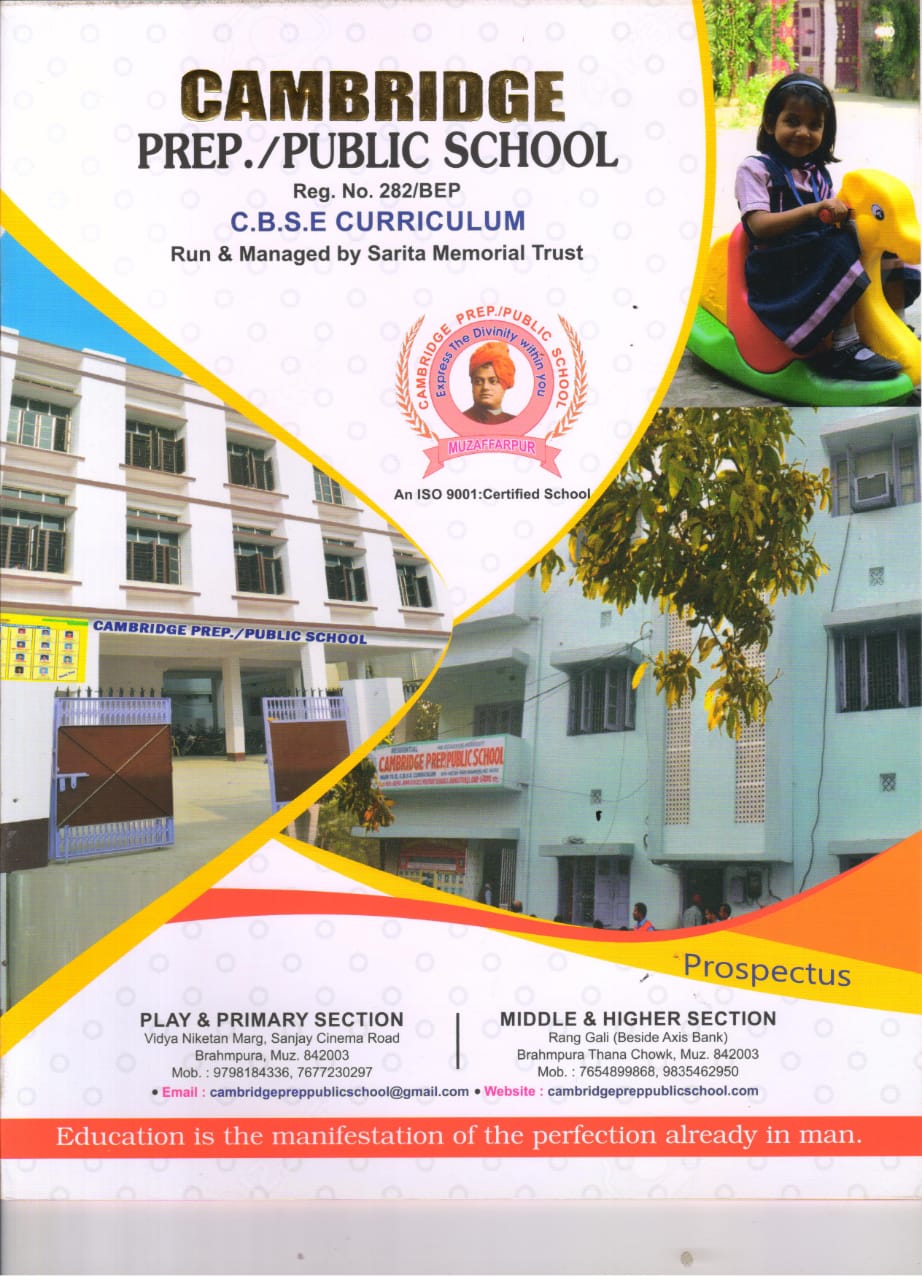 CAMBRIDGE
PREP./PUBLIC SCHOOL
Reg. No. 282/BEP
C.B.S.E CURRICULUM
Run & Managed by Sarita Memorial Trust
CAMBRIDGE PREP./PUBLIC SCHOOL
Express The Divinity within You
MUZAFFARPUR
An ISO 9001:Certified School
CAMBRIDGE PREP./PUBLIC SCHOOL
RESIDENTIAL
CAMBRIDGE PREP./PUBLIC SCHOOL
Prospectus
PLAY & PRIMARY SECTION
Vidya Niketan Marg, Sanjay Cinema Road
Brahmpura, Muz. 842003
Mob. : 9798184336, 7677230297
MIDDLE & HIGHER SECTION
Rang Gali (Beside Axis Bank)
Brahmpura Thana Chowk, Muz. 842003
Mob. : 7654899868, 9835462950
• Email : cambridgepreppublicschool@gmail.com • Website : cambridgepreppublicschool.com
Education is the manifestation of the perfection already in man.